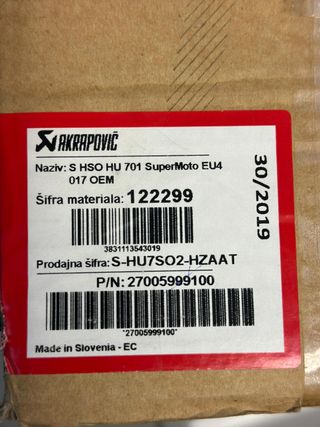 AKRAPOVIČ
Naziv: S HSO HU 701 SuperMoto EU4
017 OEM
30/2019
Šifra materiala: 122299
3831113543019
Prodajna šifra: S-HU7SO2-HZAAT
P/N: 27005999100
*27005999100*
Made in Slovenia - EC